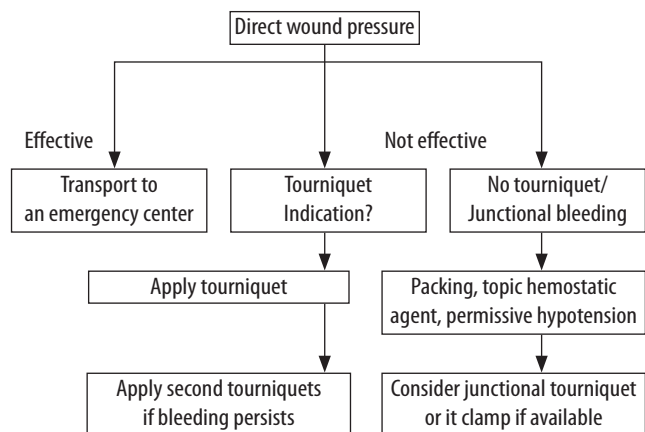 Direct wound pressure
Effective
Not effective
Transport to
an emergency center
Tourniquet
Indication?
No tourniquet/
Junctional bleeding
Apply tourniquet
Packing, topic hemostatic
agent, permissive hypotension
Apply second tourniquets
if bleeding persists
Consider junctional tourniquet
or it clamp if available